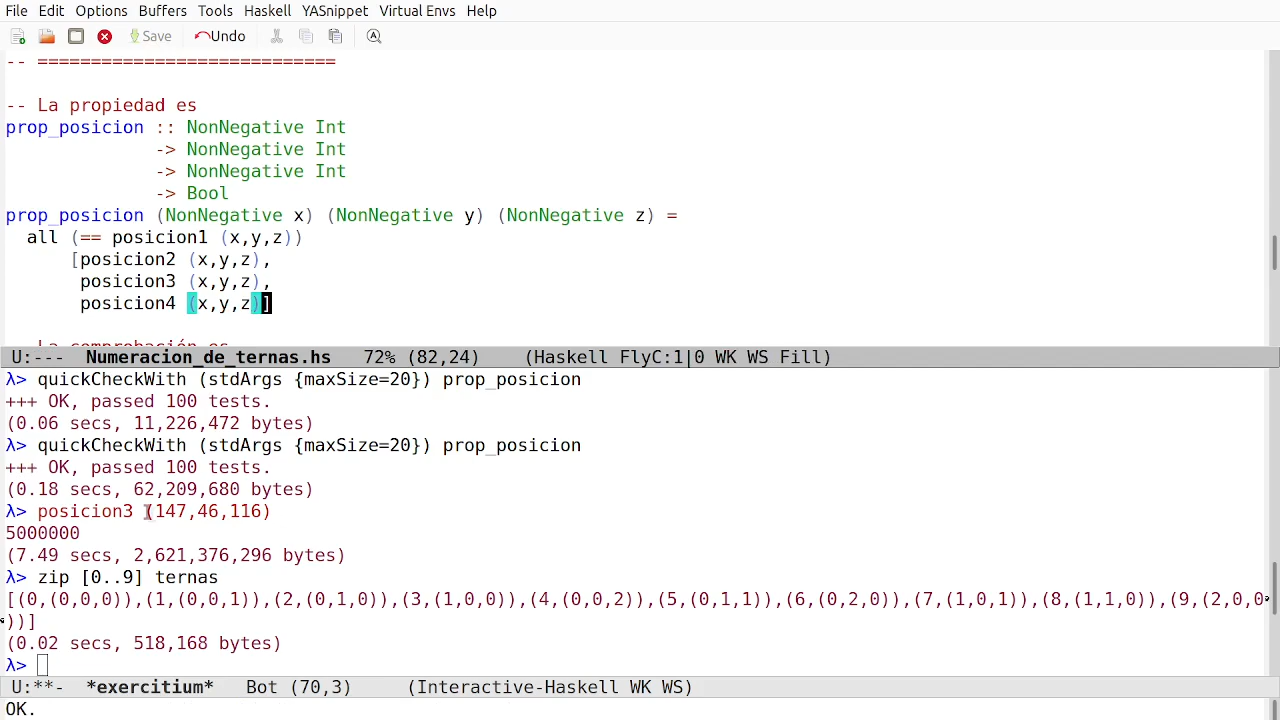 File Edit Options Buffers Tools Haskell YASnippet Virtual Envs Help
Save Undo
-- ============================
-- La propiedad es
prop_posicion :: NonNegative Int
-> NonNegative Int
-> NonNegative Int
-> Bool
prop_posicion (NonNegative x) (NonNegative y) (NonNegative z) =
all (== posicion1 (x,y,z))
[posicion2 (x,y,z),
posicion3 (x,y,z),
posicion4 (x,y,z)]
La comprobación es
U:--- Numeracion_de_ternas.hs 72% (82,24) (Haskell FlyC:1|0 WK WS Fill)
λ> quickCheckWith (stdArgs {maxSize=20}) prop_posicion
+++ OK, passed 100 tests.
(0.06 secs, 11,226,472 bytes)
λ> quickCheckWith (stdArgs {maxSize=20}) prop_posicion
+++ OK, passed 100 tests.
(0.18 secs, 62,209,680 bytes)
λ> posicion3 (147,46,116)
5000000
(7.49 secs, 2,621,376,296 bytes)
λ> zip [0..9] ternas
[(0,(0,0,0)),(1,(0,0,1)),(2,(0,1,0)),(3,(1,0,0)),(4,(0,0,2)),(5,(0,1,1)),(6,(0,2,0)),(7,(1,0,1)),(8,(1,1,0)),(9,(2,0,0
))]
(0.02 secs, 518,168 bytes)
λ>
U:**- *exercitium* Bot (70,3) (Interactive-Haskell WK WS)
OK.